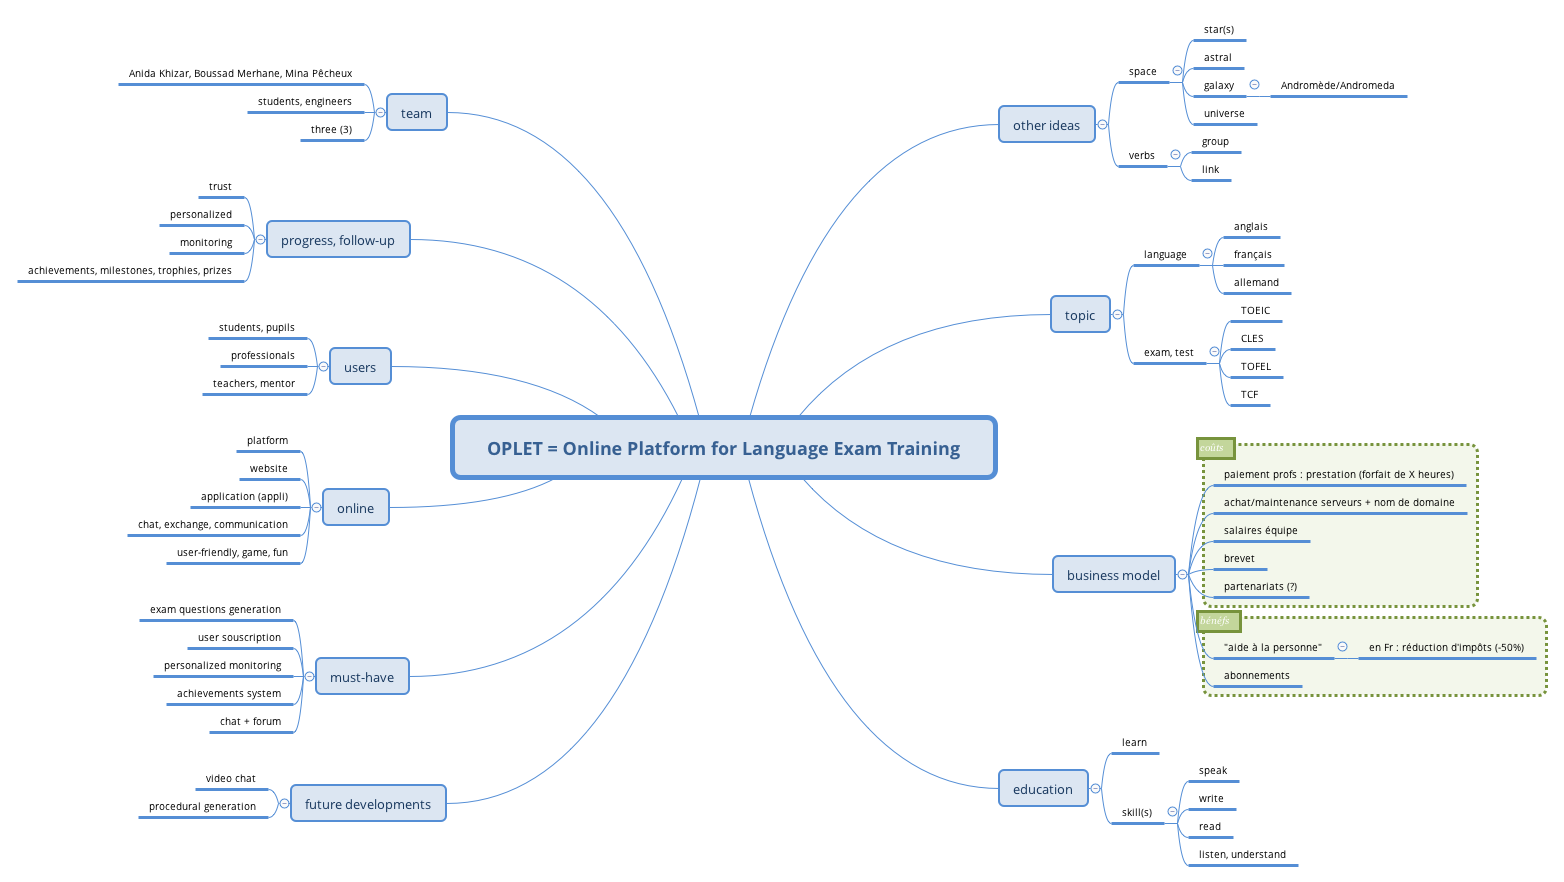 OPLET = Online Platform for Language Exam Training
team
Anida Khizar, Boussad Merhane, Mina Pêcheux
students, engineers
three (3)
progress, follow-up
trust
personalized
monitoring
achievements, milestones, trophies, prizes
users
students, pupils
professionals
teachers, mentor
online
platform
website
application (appli)
chat, exchange, communication
user-friendly, game, fun
must-have
exam questions generation
user souscription
personalized monitoring
achievements system
chat + forum
future developments
video chat
procedural generation
other ideas
space
star(s)
astral
galaxy
Andromède/Andromeda
universe
verbs
group
link
topic
language
anglais
français
allemand
exam, test
TOEIC
CLES
TOFEL
TCF
business model
coûts
paiement profs : prestation (forfait de X heures)
achat/maintenance serveurs + nom de domaine
salaires équipe
brevet
partenariats (?)
bénéfs
"aide à la personne"
en Fr : réduction d'impôts (-50%)
abonnements
education
learn
skill(s)
speak
write
read
listen, understand